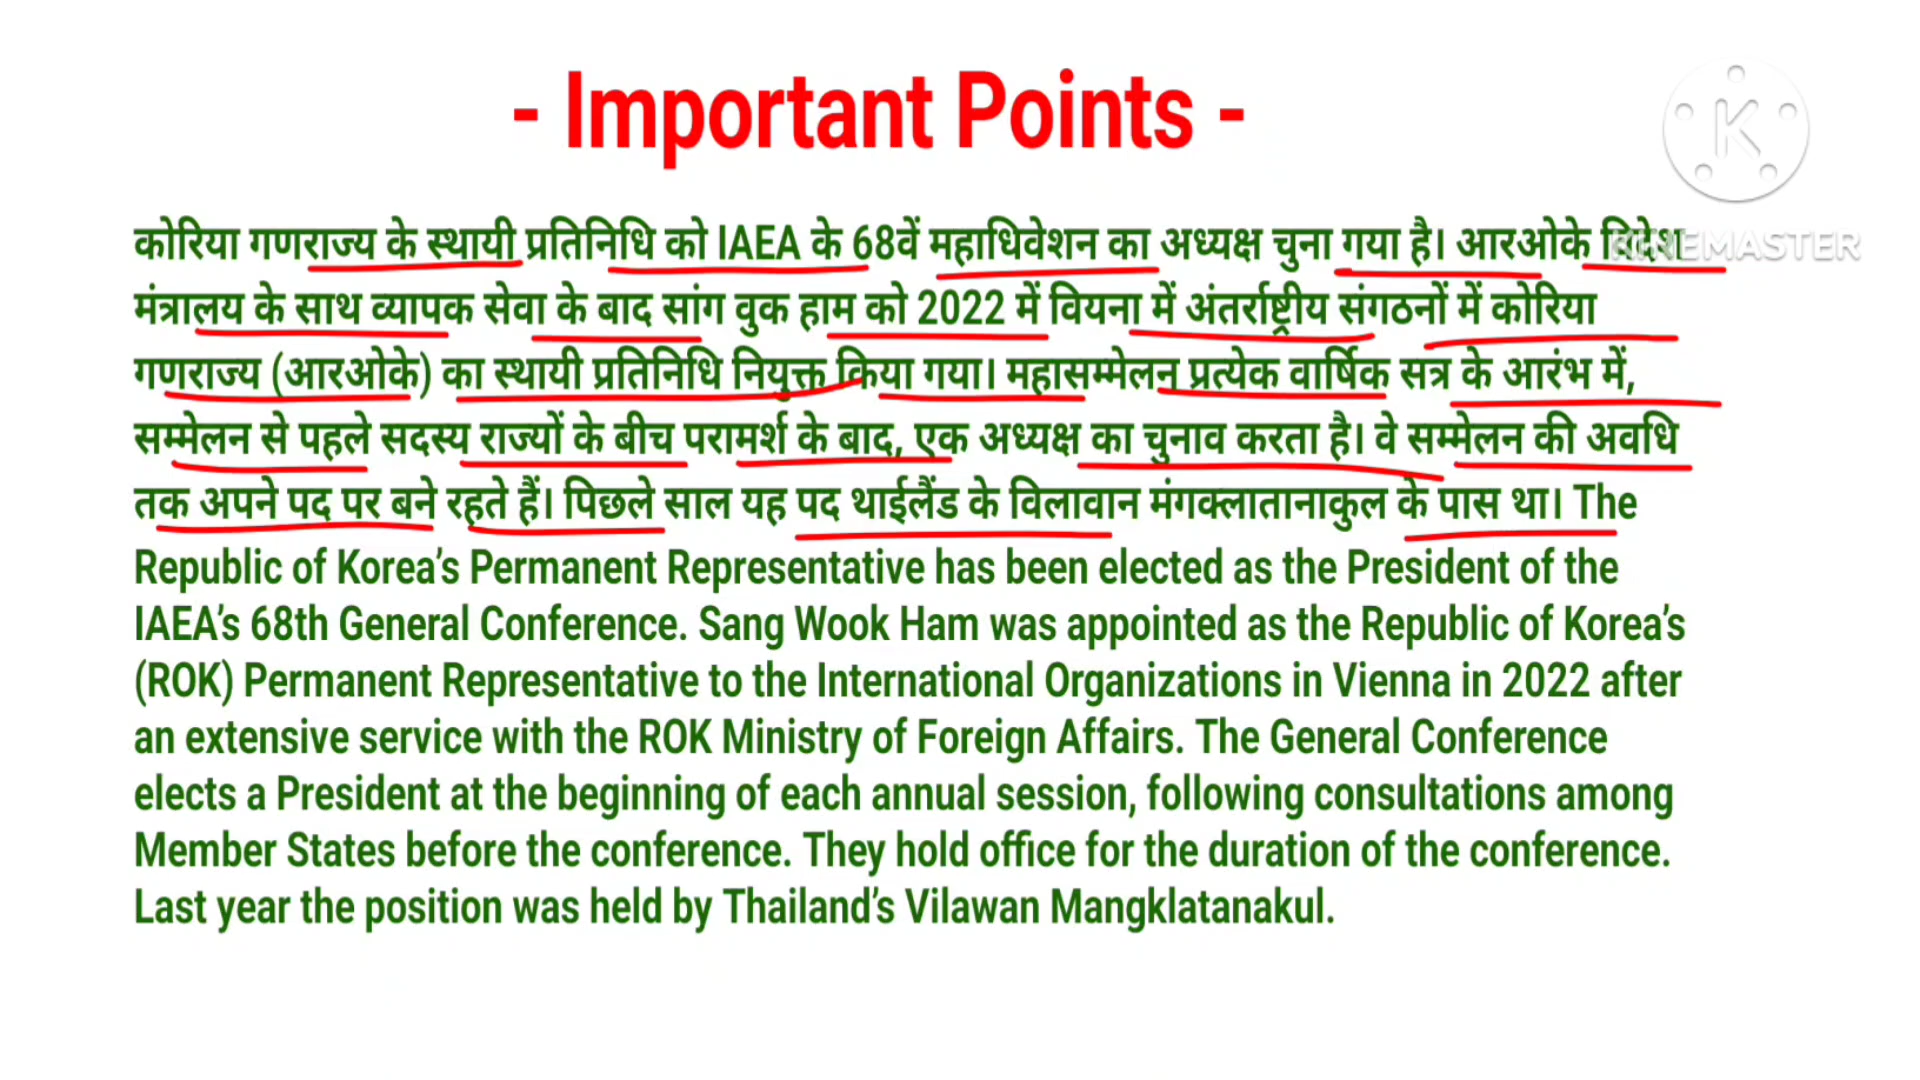 - Important Points -
K
KINEMASTER
कोरिया गणराज्य के स्थायी प्रतिनिधि को IAEA के 68वें महाधिवेशन का अध्यक्ष चुना गया है। आरओके विदेश
मंत्रालय के साथ व्यापक सेवा के बाद सांग वुक हाम को 2022 में वियना में अंतर्राष्ट्रीय संगठनों में कोरिया
गणराज्य (आरओके) का स्थायी प्रतिनिधि नियुक्त किया गया। महासम्मेलन प्रत्येक वार्षिक सत्र के आरंभ में,
सम्मेलन से पहले सदस्य राज्यों के बीच परामर्श के बाद, एक अध्यक्ष का चुनाव करता है। वे सम्मेलन की अवधि
तक अपने पद पर बने रहते हैं। पिछले साल यह पद थाईलैंड के विलावान मंगक्लातानाकुल के पास था। The
Republic of Korea's Permanent Representative has been elected as the President of the
IAEA's 68th General Conference. Sang Wook Ham was appointed as the Republic of Korea's
(ROK) Permanent Representative to the International Organizations in Vienna in 2022 after
an extensive service with the ROK Ministry of Foreign Affairs. The General Conference
elects a President at the beginning of each annual session, following consultations among
Member States before the conference. They hold office for the duration of the conference.
Last year the position was held by Thailand's Vilawan Mangklatanakul.